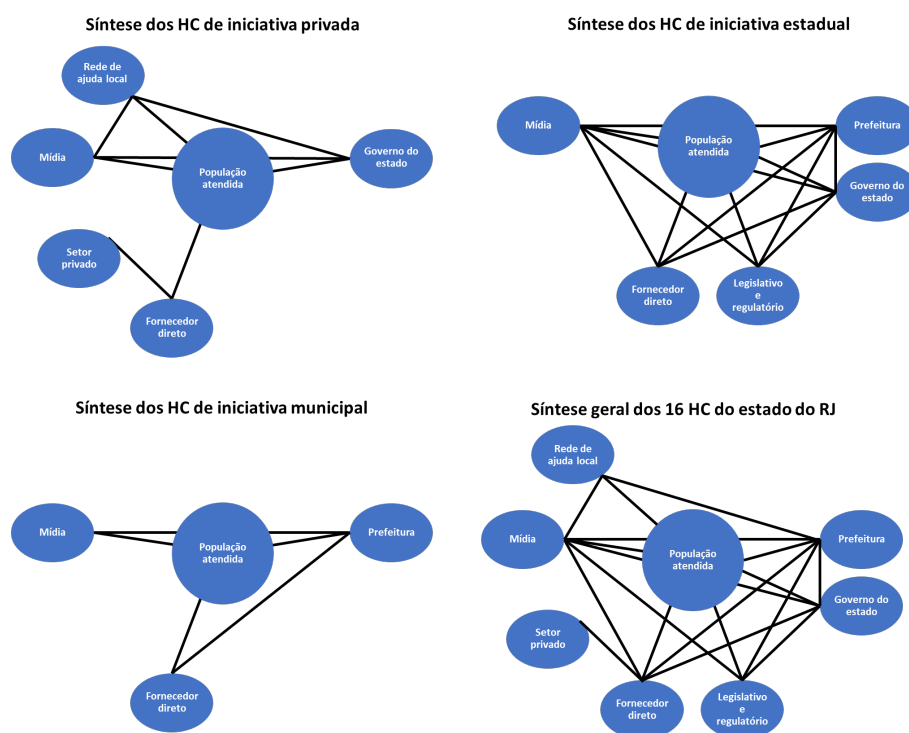 Síntese dos HC de iniciativa privada
Rede de
ajuda local
Mídia
População
atendida
Governo do
estado
Setor
privado
Fornecedor
direto
Síntese dos HC de iniciativa estadual
Mídia
População
atendida
Prefeitura
Governo do
estado
Fornecedor
direto
Legislativo
e
regulatório
Síntese dos HC de iniciativa municipal
Mídia
População
atendida
Prefeitura
Fornecedor
direto
Síntese geral dos 16 HC do estado do RJ
Rede de
ajuda local
Mídia
População
atendida
Prefeitura
Governo do
estado
Setor
privado
Fornecedor
direto
Legislativo
e
regulatório